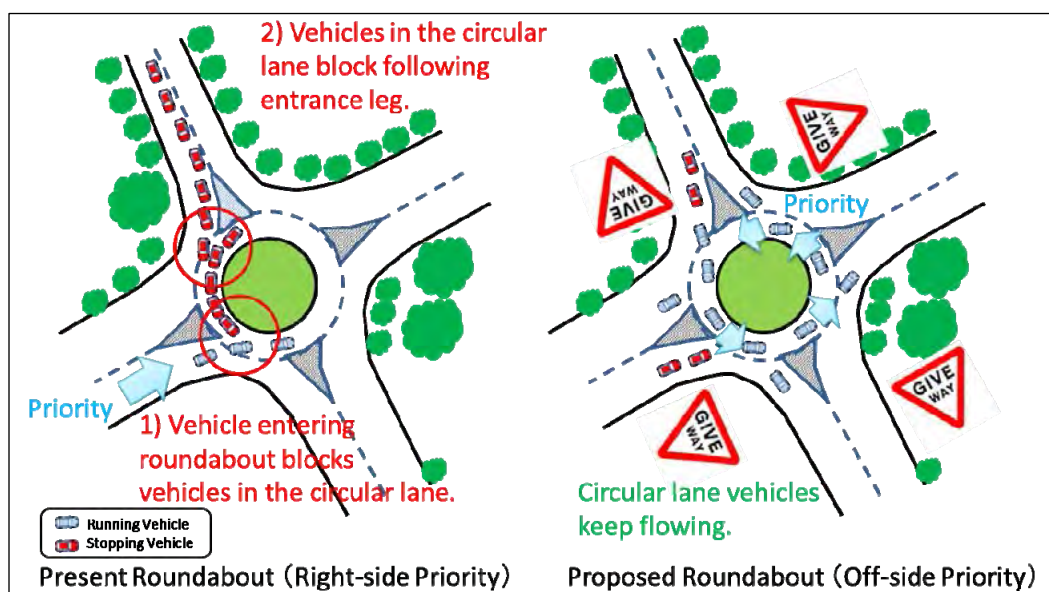 2) Vehicles in the circular
lane block following
entrance leg.
Priority
1) Vehicle entering
roundabout blocks
vehicles in the circular lane.
Running Vehicle
Stopping Vehicle
Present Roundabout (Right-side Priority)
GIVE
WAY
GIVE
WAY
Priority
GIVE
WAY
GIVE
WAY
Circular lane vehicles
keep flowing.
Proposed Roundabout (Off-side Priority)